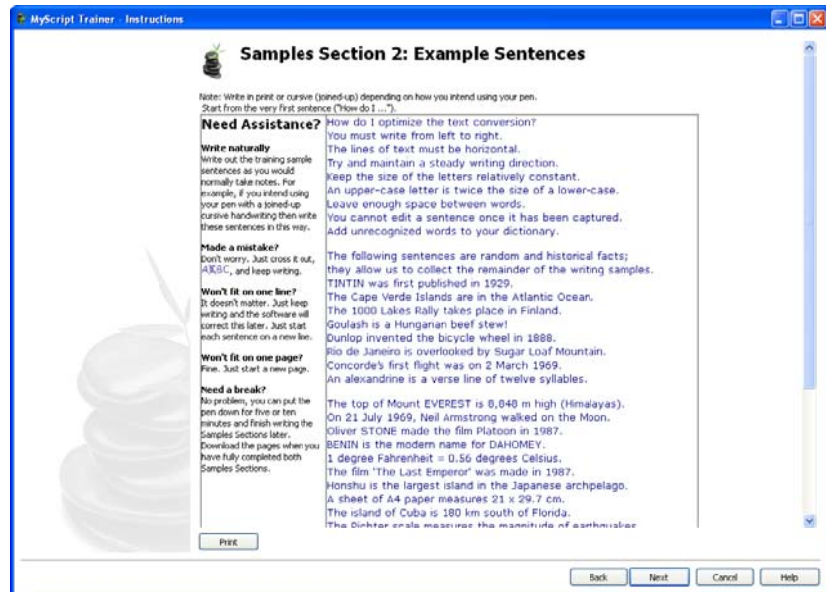 MyScript Trainer - Instructions
Samples Section 2: Example Sentences
Note: Write in print or cursive (joined-up) depending on how you intend using your pen.
Start from the very first sentence ("How do I ...").
Need Assistance?
Write naturally
Write out the training sample
sentences as you would
normally take notes. For
example, if you intend using
your pen with a joined-up
cursive handwriting then write
these sentences in this way.
Made a mistake?
Don't worry. Just cross it out,
, and keep writing.
Won't fit on one line?
It doesn't matter. Just keep
writing and the software will
correct this later. Just start
each sentence on a new line.
Won't fit on one page?
Fine. Just start a new page.
Need a break?
No problem, you can put the
pen down for five or ten
minutes and finish writing the
Samples Sections later.
Download the pages when you
have fully completed both
Samples Sections.
How do I optimize the text conversion?
You must write from left to right.
The lines of text must be horizontal.
Try and maintain a steady writing direction.
Keep the size of the letters relatively constant.
An upper-case letter is twice the size of a lower-case.
Leave enough space between words.
You cannot edit a sentence once it has been captured.
Add unrecognized words to your dictionary.
The following sentences are random and historical facts;
they allow us to collect the remainder of the writing samples.
TINTIN was first published in 1929.
The Cape Verde Islands are in the Atlantic Ocean.
The 1000 Lakes Rally takes place in Finland.
Goulash is a Hungarian beef stew!
Dunlop invented the bicycle wheel in 1888.
Rio de Janeiro is overlooked by Sugar Loaf Mountain.
Concorde's first flight was on 2 March 1969.
An alexandrine is a verse line of twelve syllables.
The top of Mount EVEREST is 8,848 m high (Himalayas).
On 21 July 1969, Neil Armstrong walked on the Moon.
Oliver STONE made the film Platoon in 1987.
BENIN is the modern name for DAHOMEY.
1 degree Fahrenheit = 0.56 degrees Celsius.
The film 'The Last Emperor' was made in 1987.
Honshu is the largest island in the Japanese archpelago.
A sheet of A4 paper measures 21 x 29.7 cm.
The island of Cuba is 180 km south of Florida.
The Richter scale measures the magnitude of earthquakes
Print
Back
Next
Cancel
Help